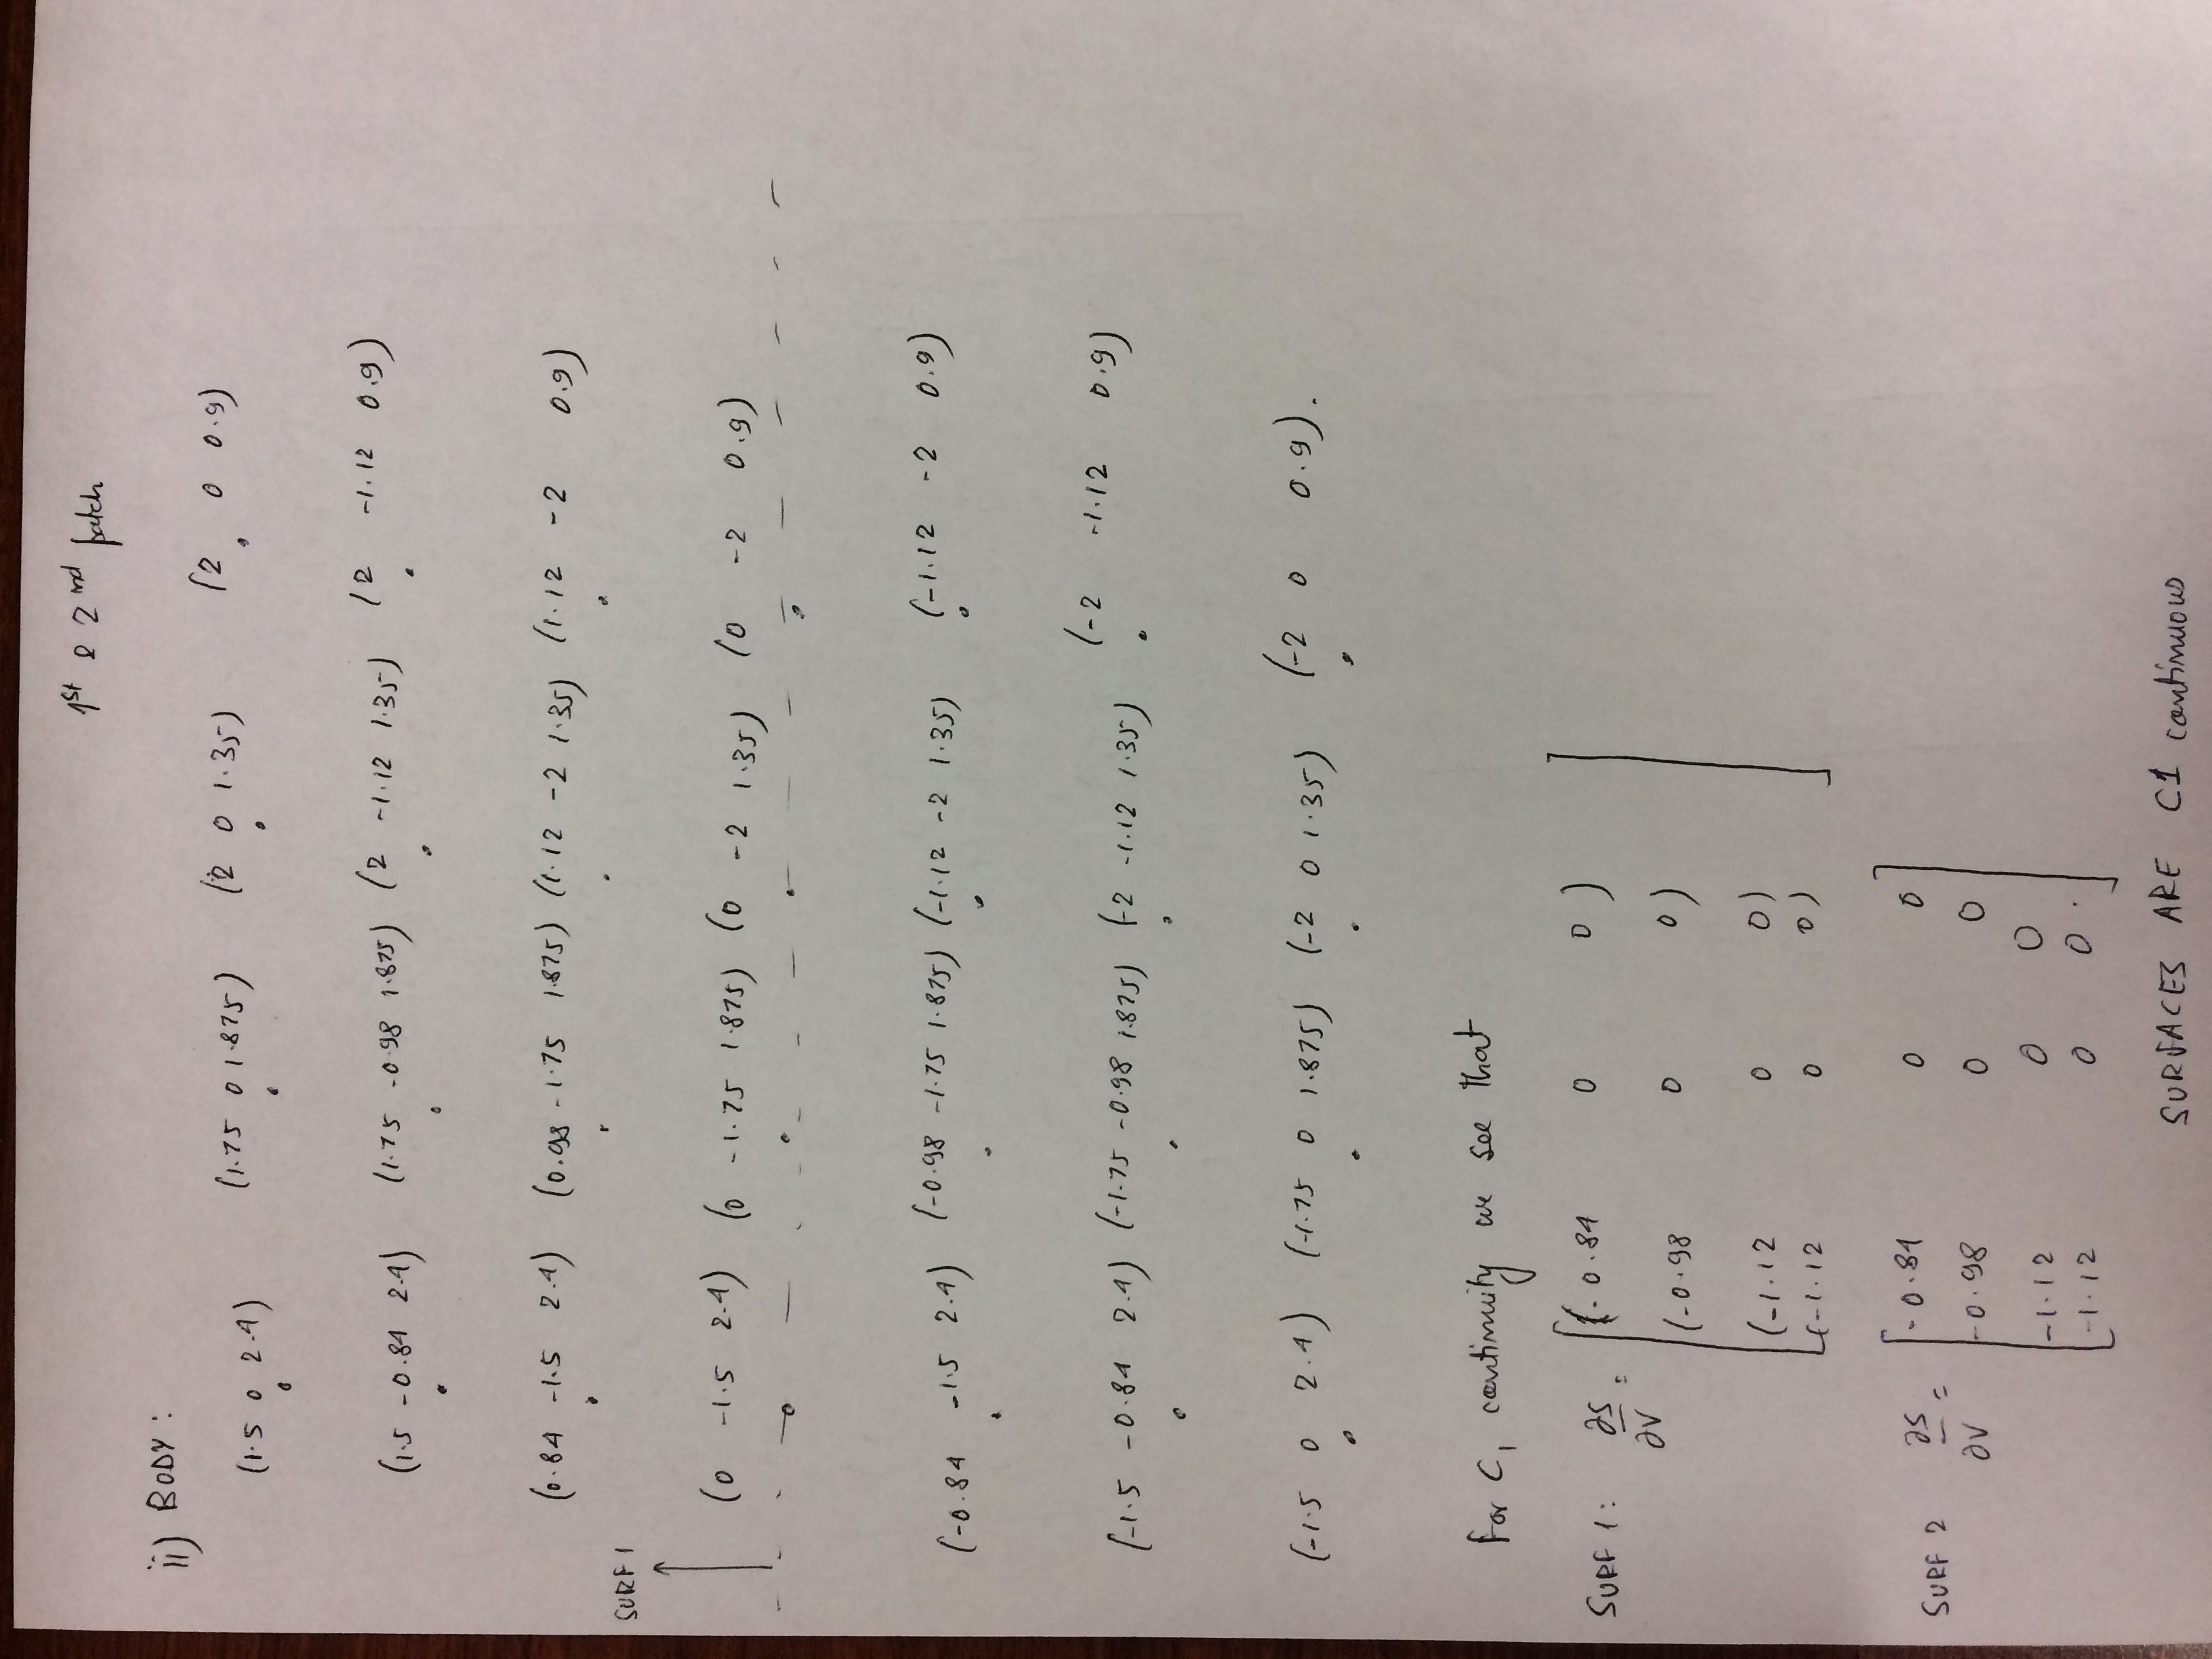 1st & 2nd patch
ii) BODY:
(1.5 0 2.4) (1.75 0 1.875) (2 0 1.35) (2 0 0.9)
(1.5 -0.84 2.4) (1.75 -0.98 1.875) (2 -1.12 1.35) (2 -1.12 0.9)
(0.84 -1.5 2.4) (0.98 -1.75 1.875) (1.12 -2 1.35) (1.12 -2 0.9)
SURF 1
(0 -1.5 2.4) (0 -1.75 1.875) (0 -2 1.35) (0 -2 0.9)
(-0.84 -1.5 2.4) (-0.98 -1.75 1.875) (-1.12 -2 1.35) (-1.12 -2 0.9)
(-1.5 -0.84 2.4) (-1.75 -0.98 1.875) (-2 -1.12 1.35) (-2 -1.12 0.9)
(-1.5 0 2.4) (-1.75 0 1.875) (-2 0 1.35) (-2 0 0.9).
For C1 continuity we see that
SURF 1: ∂S/∂V = [(-0.84 0 0)
(-0.98 0 0)
(-1.12 0 0)
(-1.12 0 0)]
SURF 2 ∂S/∂V = [-0.84 0 0
-0.98 0 0
-1.12 0 0
-1.12 0 0.]
SURFACES ARE C1 continuous